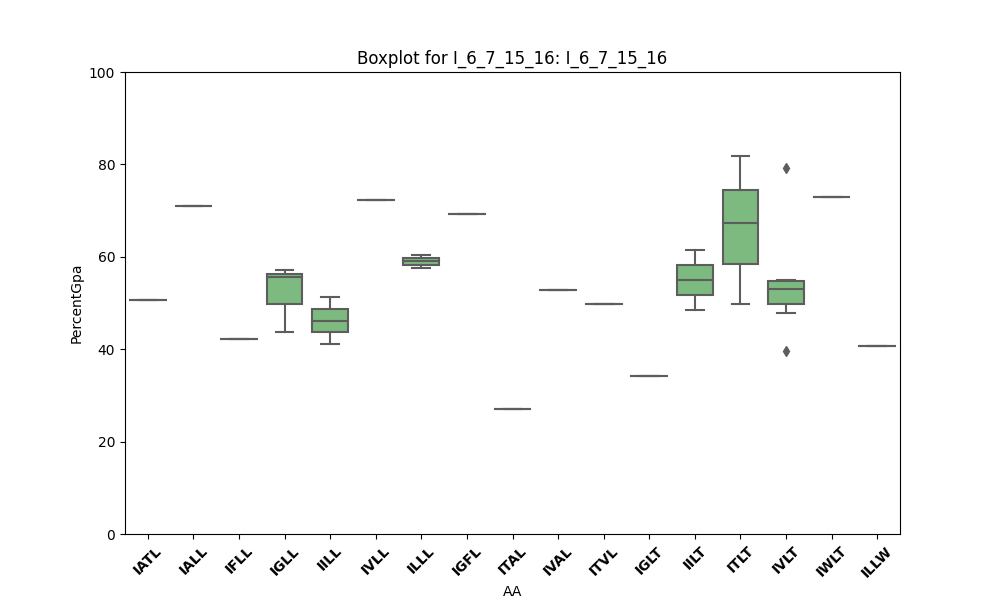 Boxplot for I_6_7_15_16: I_6_7_15_16
100
80
60
40
20
0
PercentGpa
IATL IALL IFLL IGLL IILL IVLL ILLL IGFL ITAL IVAL ITVL IGLT IILT ITLT IVLT IWLT ILLW
AA